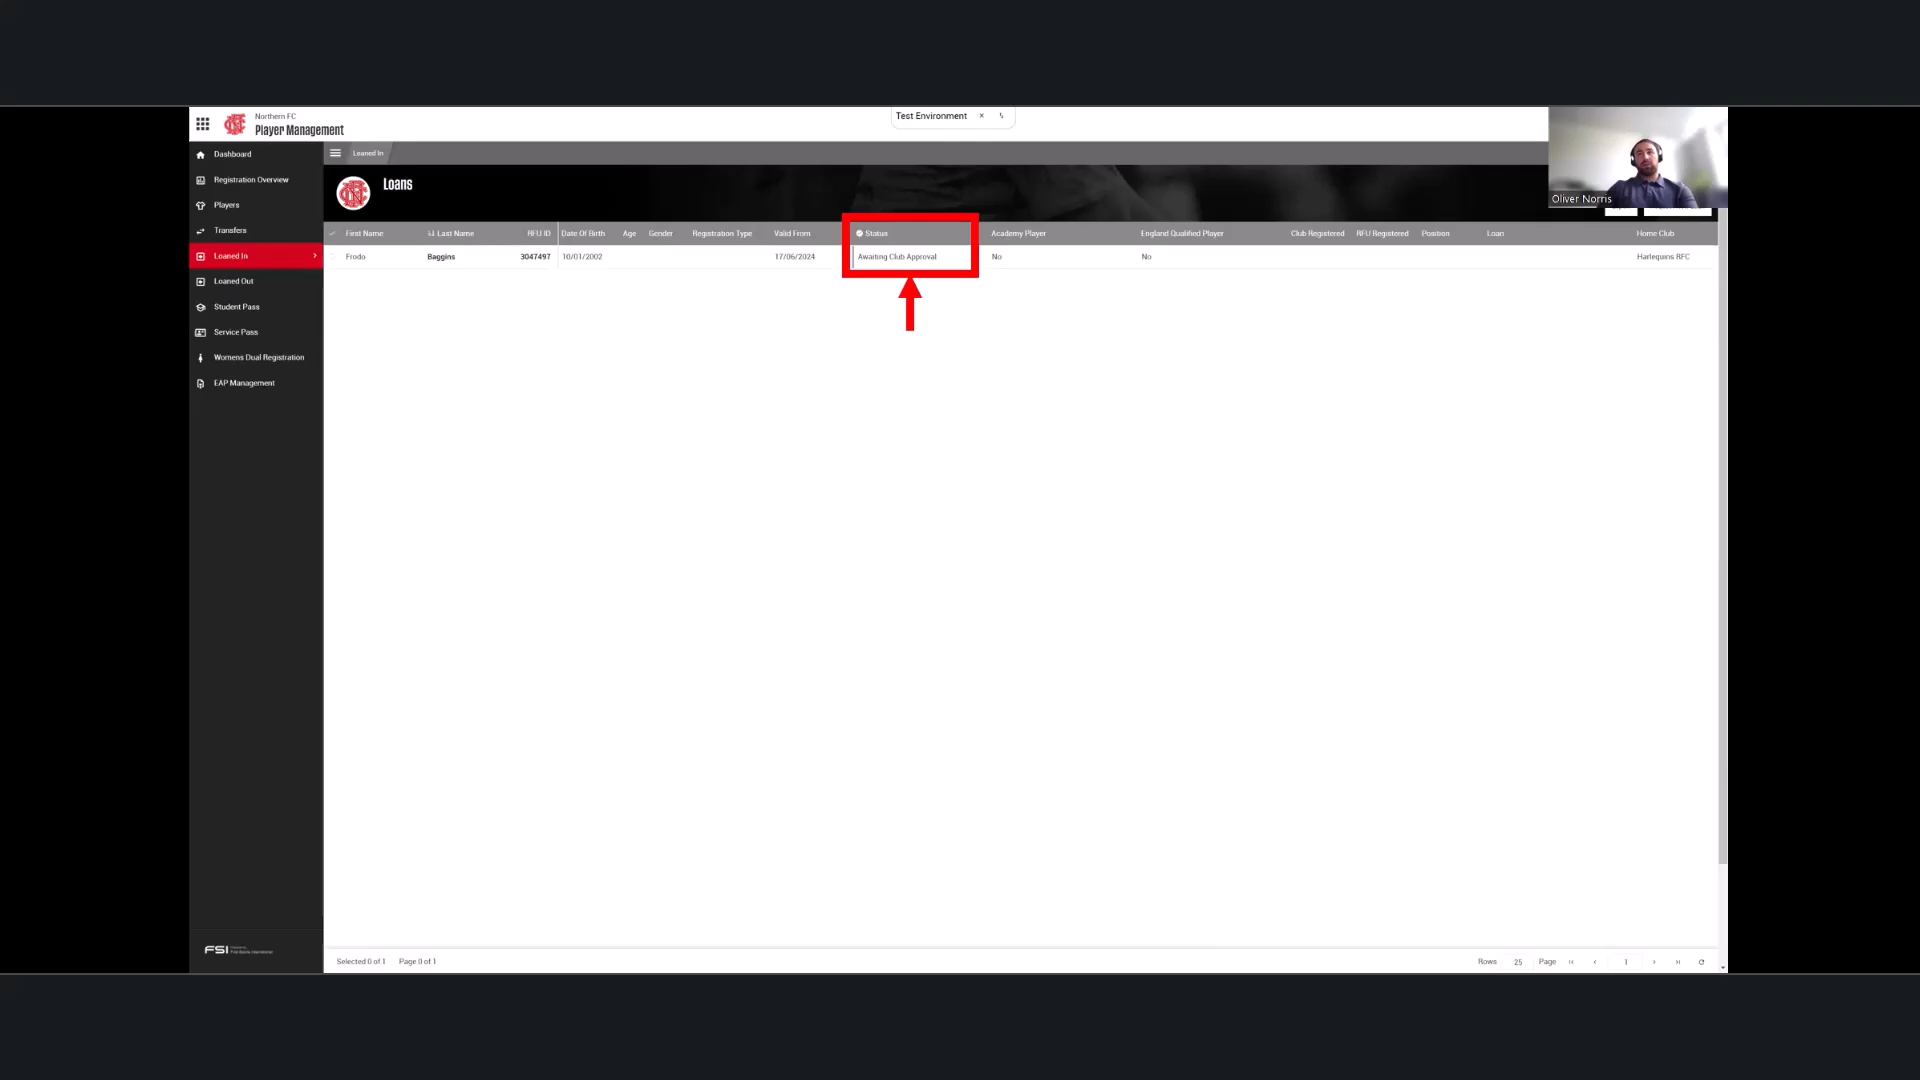 Northern FC
Player Management
Test Environment
Oliver Norris
Dashboard
Registration Overview
Players
Transfers
Loaned In
Loaned Out
Student Pass
Service Pass
Womens Dual Registration
EAP Management
FSI
Loaned In
Loans
First Name Last Name RFU ID Date Of Birth Age Gender Registration Type Valid From Status Academy Player England Qualified Player Club Registered RFU Registered Position Loan Home Club
Frodo Baggins 3047497 10/01/2002 17/06/2024 Awaiting Club Approval No No Harlequins RFC
Selected 0 of 1 Page 0 of 1 Rows 25 Page 1